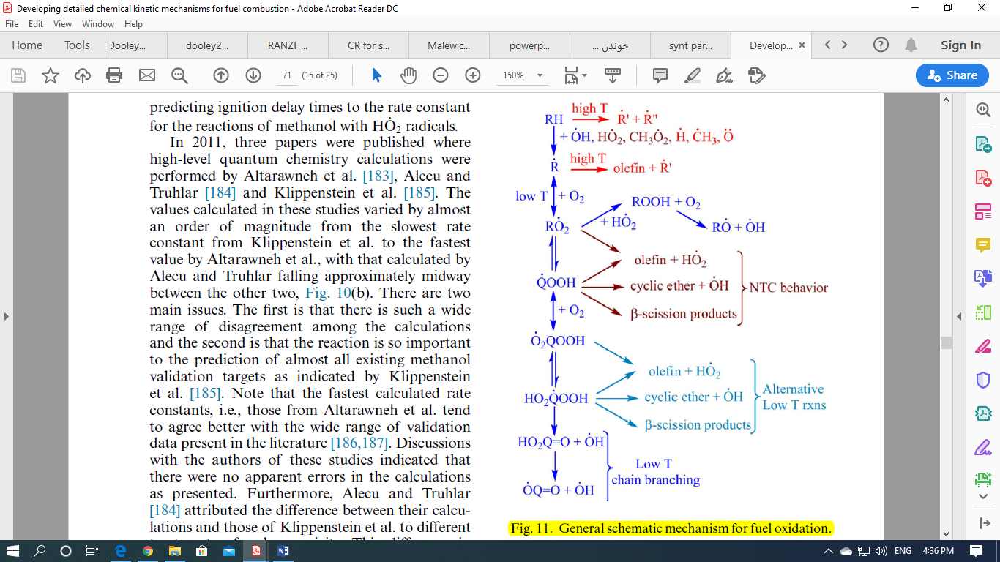 Developing detailed chemical kinetic mechanisms for fuel combustion - Adobe Acrobat Reader DC
File Edit View Window Help
Home Tools Dooley... dooley2... RANZI_... CR for s... Malewic... powerp... خوندن ... synt par... Develop... × Sign In
71 (15 of 25) 150% Share
predicting ignition delay times to the rate constant
for the reactions of methanol with HȮ₂ radicals.
In 2011, three papers were published where
high-level quantum chemistry calculations were
performed by Altarawneh et al. [183], Alecu and
Truhlar [184] and Klippenstein et al. [185]. The
values calculated in these studies varied by almost
an order of magnitude from the slowest rate
constant from Klippenstein et al. to the fastest
value by Altarawneh et al., with that calculated by
Alecu and Truhlar falling approximately midway
between the other two, Fig. 10(b). There are two
main issues. The first is that there is such a wide
range of disagreement among the calculations
and the second is that the reaction is so important
to the prediction of almost all existing methanol
validation targets as indicated by Klippenstein
et al. [185]. Note that the fastest calculated rate
constants, i.e., those from Altarawneh et al. tend
to agree better with the wide range of validation
data present in the literature [186,187]. Discussions
with the authors of these studies indicated that
there were no apparent errors in the calculations
as presented. Furthermore, Alecu and Truhlar
[184] attributed the difference between their calcu-
lations and those of Klippenstein et al. to different
RH high T Ṙ' + Ṙ"
+ ȮH, HȮ₂, CH₃Ȯ₂, Ḣ, ĊH₃, Ö
Ṙ high T olefin + Ṙ'
low T + O₂
ROOH + O₂
RȮ₂ + HȮ₂ RȮ + ȮH
olefin + HȮ₂
Q̇OOH cyclic ether + ȮH NTC behavior
+ O₂ β-scission products
Ȯ₂QOOH
olefin + HȮ₂
HO₂Q̇OOH cyclic ether + ȮH Alternative
Low T rxns
β-scission products
HO₂Q=O + ȮH
Low T
chain branching
ȮQ=O + ȮH
Fig. 11. General schematic mechanism for fuel oxidation.
ENG 4:36 PM